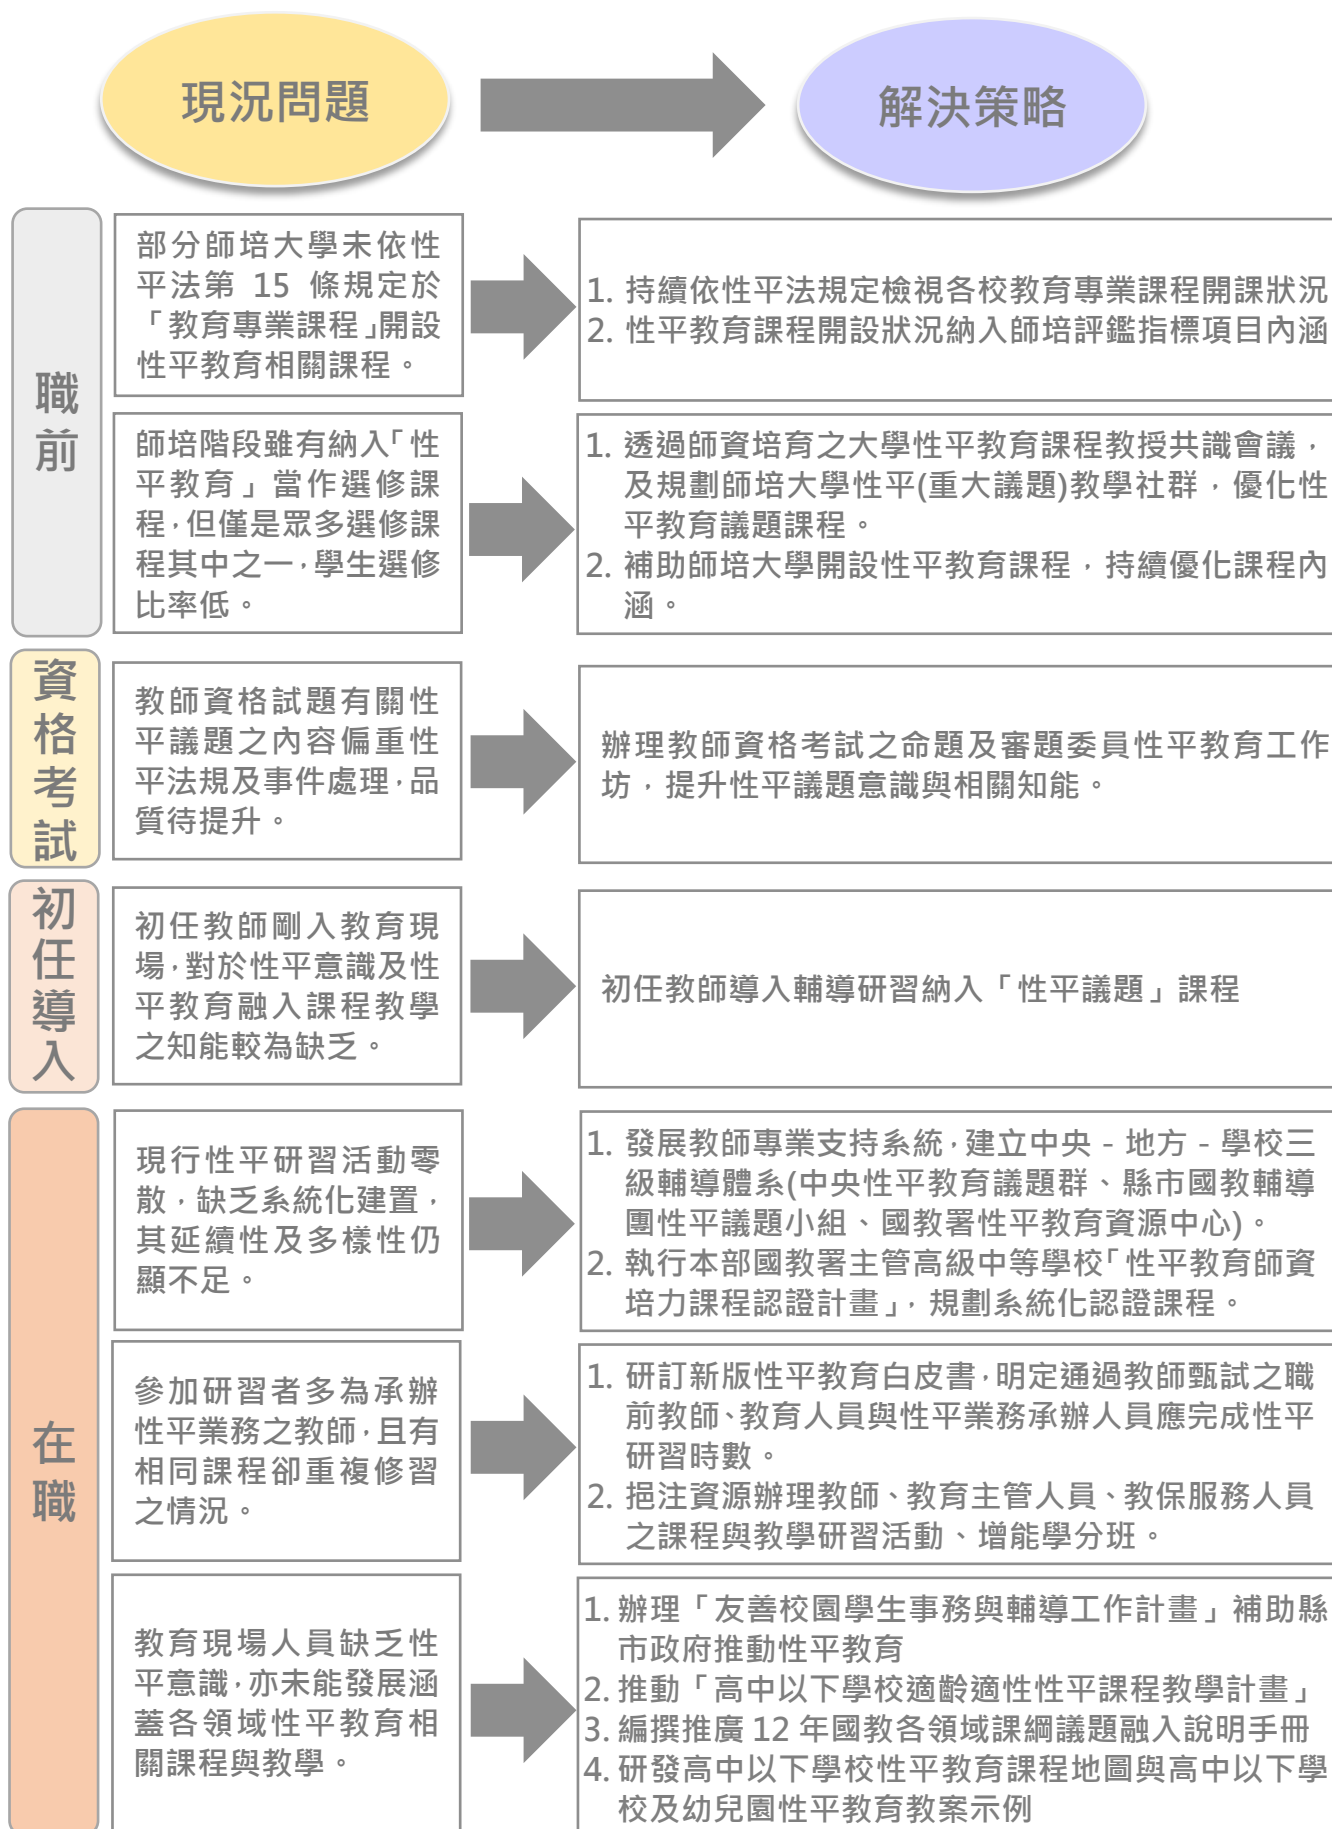 現況問題
解決策略
職前
部分師培大學未依性
平法第 15 條規定於
「教育專業課程」開設
性平教育相關課程。
1. 持續依性平法規定檢視各校教育專業課程開課狀況
2. 性平教育課程開設狀況納入師培評鑑指標項目內涵
師培階段雖有納入「性
平教育」當作選修課
程，但僅是眾多選修課
程其中之一，學生選修
比率低。
1. 透過師資培育之大學性平教育課程教授共識會議，
及規劃師培大學性平(重大議題)教學社群，優化性
平教育議題課程。
2. 補助師培大學開設性平教育課程，持續優化課程內
涵。
資格考試
教師資格試題有關性
平議題之內容偏重性
平法規及事件處理，品
質待提升。
辦理教師資格考試之命題及審題委員性平教育工作
坊，提升性平議題意識與相關知能。
初任導入
初任教師剛入教育現
場，對於性平意識及性
平教育融入課程教學
之知能較為缺乏。
初任教師導入輔導研習納入「性平議題」課程
在職
現行性平研習活動零
散，缺乏系統化建置，
其延續性及多樣性仍
顯不足。
1. 發展教師專業支持系統，建立中央－地方－學校三
級輔導體系(中央性平教育議題群、縣市國教輔導
團性平議題小組、國教署性平教育資源中心)。
2. 執行本部國教署主管高級中等學校「性平教育師資
培力課程認證計畫」，規劃系統化認證課程。
參加研習者多為承辦
性平業務之教師，且有
相同課程卻重複修習
之情況。
1. 研訂新版性平教育白皮書，明定通過教師甄試之職
前教師、教育人員與性平業務承辦人員應完成性平
研習時數。
2. 挹注資源辦理教師、教育主管人員、教保服務人員
之課程與教學研習活動、增能學分班。
教育現場人員缺乏性
平意識，亦未能發展涵
蓋各領域性平教育相
關課程與教學。
1. 辦理「友善校園學生事務與輔導工作計畫」補助縣
市政府推動性平教育
2. 推動「高中以下學校適齡適性性平課程教學計畫」
3. 編撰推廣 12 年國教各領域課綱議題融入說明手冊
4. 研發高中以下學校性平教育課程地圖與高中以下學
校及幼兒園性平教育教案示例